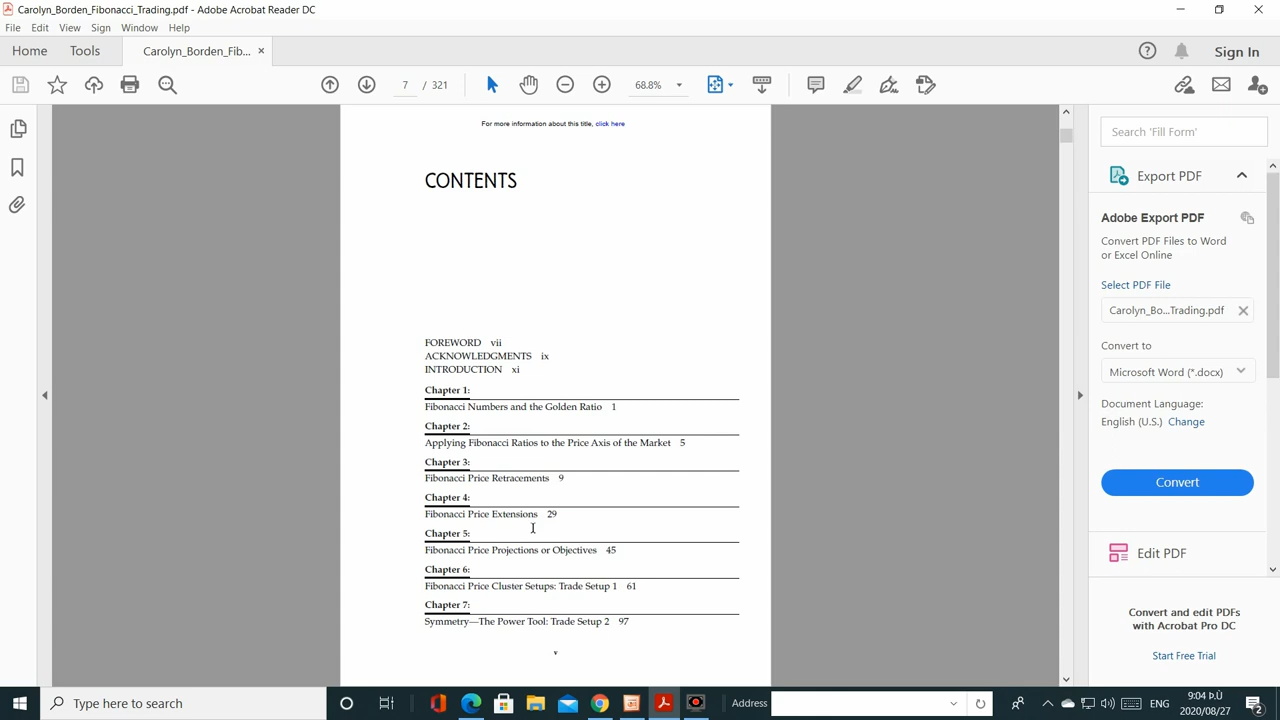 Carolyn_Borden_Fibonacci_Trading.pdf - Adobe Acrobat Reader DC
File Edit View Sign Window Help
Home Tools Carolyn_Borden_Fib... × Sign In
7 / 321 68.8%
For more information about this title, click here
CONTENTS
FOREWORD vii
ACKNOWLEDGMENTS ix
INTRODUCTION xi
Chapter 1:
Fibonacci Numbers and the Golden Ratio 1
Chapter 2:
Applying Fibonacci Ratios to the Price Axis of the Market 5
Chapter 3:
Fibonacci Price Retracements 9
Chapter 4:
Fibonacci Price Extensions 29
Chapter 5:
Fibonacci Price Projections or Objectives 45
Chapter 6:
Fibonacci Price Cluster Setups: Trade Setup 1 61
Chapter 7:
Symmetry—The Power Tool: Trade Setup 2 97
v
Search 'Fill Form'
Export PDF
Adobe Export PDF
Convert PDF Files to Word
or Excel Online
Select PDF File
Carolyn_Bo...Trading.pdf
Convert to
Microsoft Word (*.docx)
Document Language:
English (U.S.) Change
Convert
Edit PDF
Convert and edit PDFs
with Acrobat Pro DC
Start Free Trial
Type here to search
Address
ENG
9:04 Þ.Ù
2020/08/27